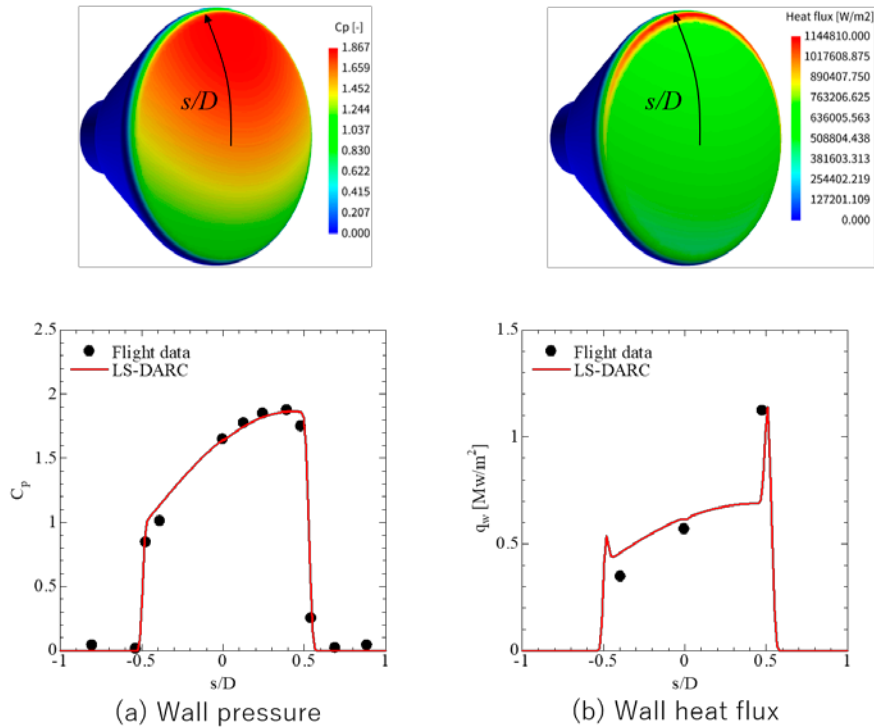 Cp [-]
1.867
1.659
1.452
1.244
1.037
0.830
0.622
0.415
0.207
0.000
s/D
Heat flux [W/m2]
1144810.000
1017608.875
890407.750
763206.625
636005.563
508804.438
381603.313
254402.219
127201.109
0.000
s/D
2.5
2
1.5
1
0.5
0
Cp
Flight data
LS-DARC
-1
-0.5
0
0.5
1
s/D
(a) Wall pressure
1.5
1
0.5
0
qw [Mw/m²]
Flight data
LS-DARC
-1
-0.5
0
0.5
1
s/D
(b) Wall heat flux